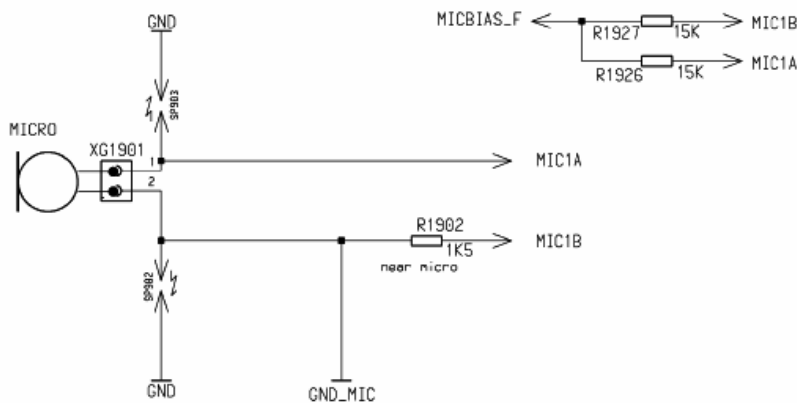 GND
MICBIAS_F
R1927
15K
MIC1B
R1926
15K
MIC1A
SP903
MICRO
XG1901
1
2
MIC1A
R1902
1K5
MIC1B
near micro
SP902
GND
GND_MIC